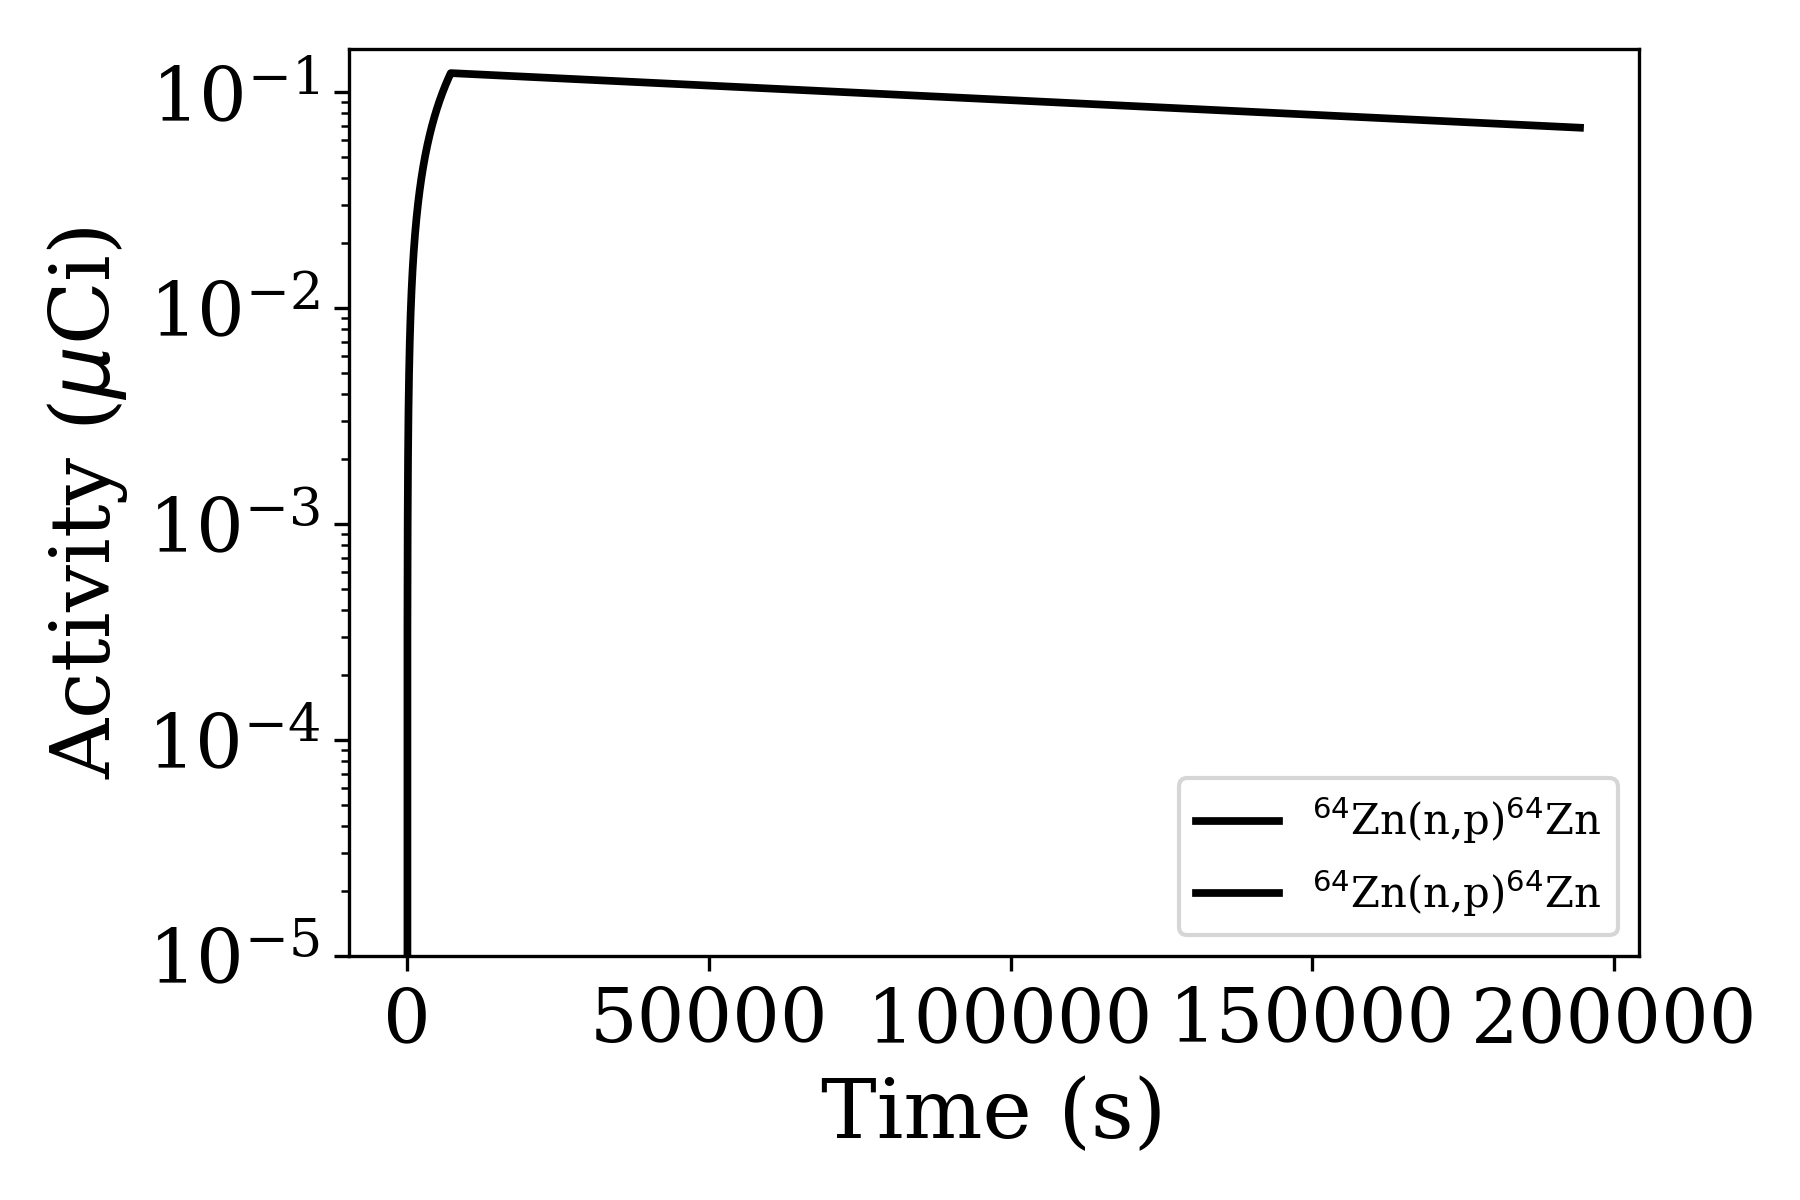 Activity (μCi)
10⁻¹
10⁻²
10⁻³
10⁻⁴
10⁻⁵
⁶⁴Zn(n,p)⁶⁴Zn
⁶⁴Zn(n,p)⁶⁴Zn
0 50000 100000 150000 200000
Time (s)